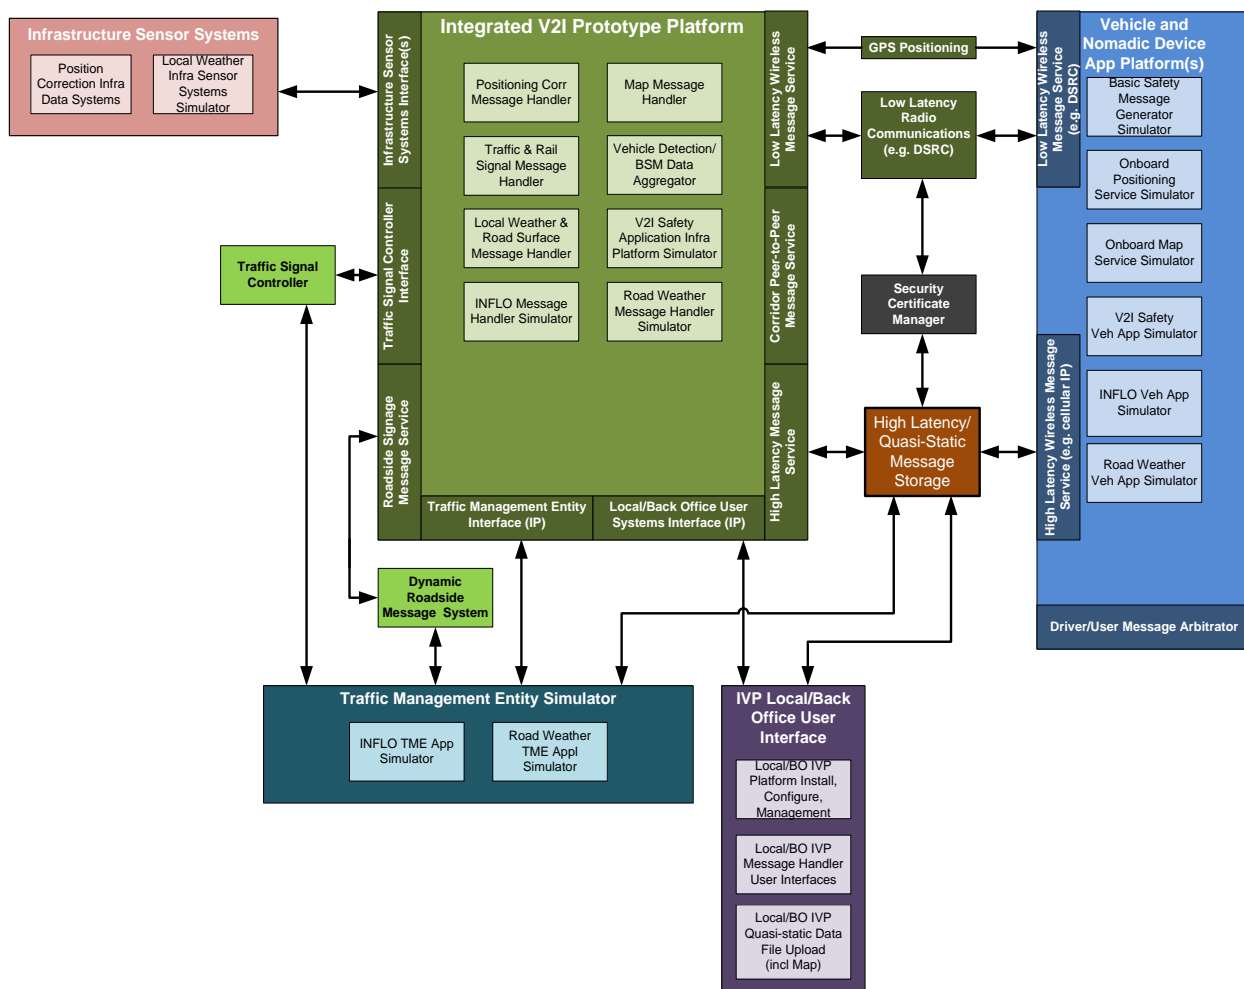 Infrastructure Sensor Systems
Position
Correction Infra
Data Systems
Local Weather
Infra Sensor
Systems
Simulator
Integrated V2I Prototype Platform
Infrastructure Sensor
Systems Interface(s)
Traffic Signal Controller
Interface
Roadside Signage
Message Service
Positioning Corr
Message Handler
Map Message
Handler
Traffic & Rail
Signal Message
Handler
Vehicle Detection/
BSM Data
Aggregator
Local Weather &
Road Surface
Message Handler
V2I Safety
Application Infra
Platform Simulator
INFLO Message
Handler Simulator
Road Weather
Message Handler
Simulator
Low Latency Wireless
Message Service
Corridor Peer-to-Peer
Message Service
High Latency Message
Service
Traffic Management Entity
Interface (IP)
Local/Back Office User
Systems Interface (IP)
GPS Positioning
Low Latency
Radio
Communications
(e.g. DSRC)
Security
Certificate
Manager
High Latency/
Quasi-Static
Message
Storage
Vehicle and
Nomadic Device
App Platform(s)
Low Latency Wireless
Message Service
(e.g. DSRC)
High Latency Wireless Message
Service (e.g. cellular IP)
Basic Safety
Message
Generator
Simulator
Onboard
Positioning
Service Simulator
Onboard Map
Service Simulator
V2I Safety
Veh App Simulator
INFLO Veh App
Simulator
Road Weather
Veh App Simulator
Driver/User Message Arbitrator
Traffic Signal
Controller
Dynamic
Roadside
Message System
Traffic Management Entity Simulator
INFLO TME App
Simulator
Road Weather
TME Appl
Simulator
IVP Local/Back
Office User
Interface
Local/BO IVP
Platform Install,
Configure,
Management
Local/BO IVP
Message Handler
User Interfaces
Local/BO IVP
Quasi-static Data
File Upload
(incl Map)